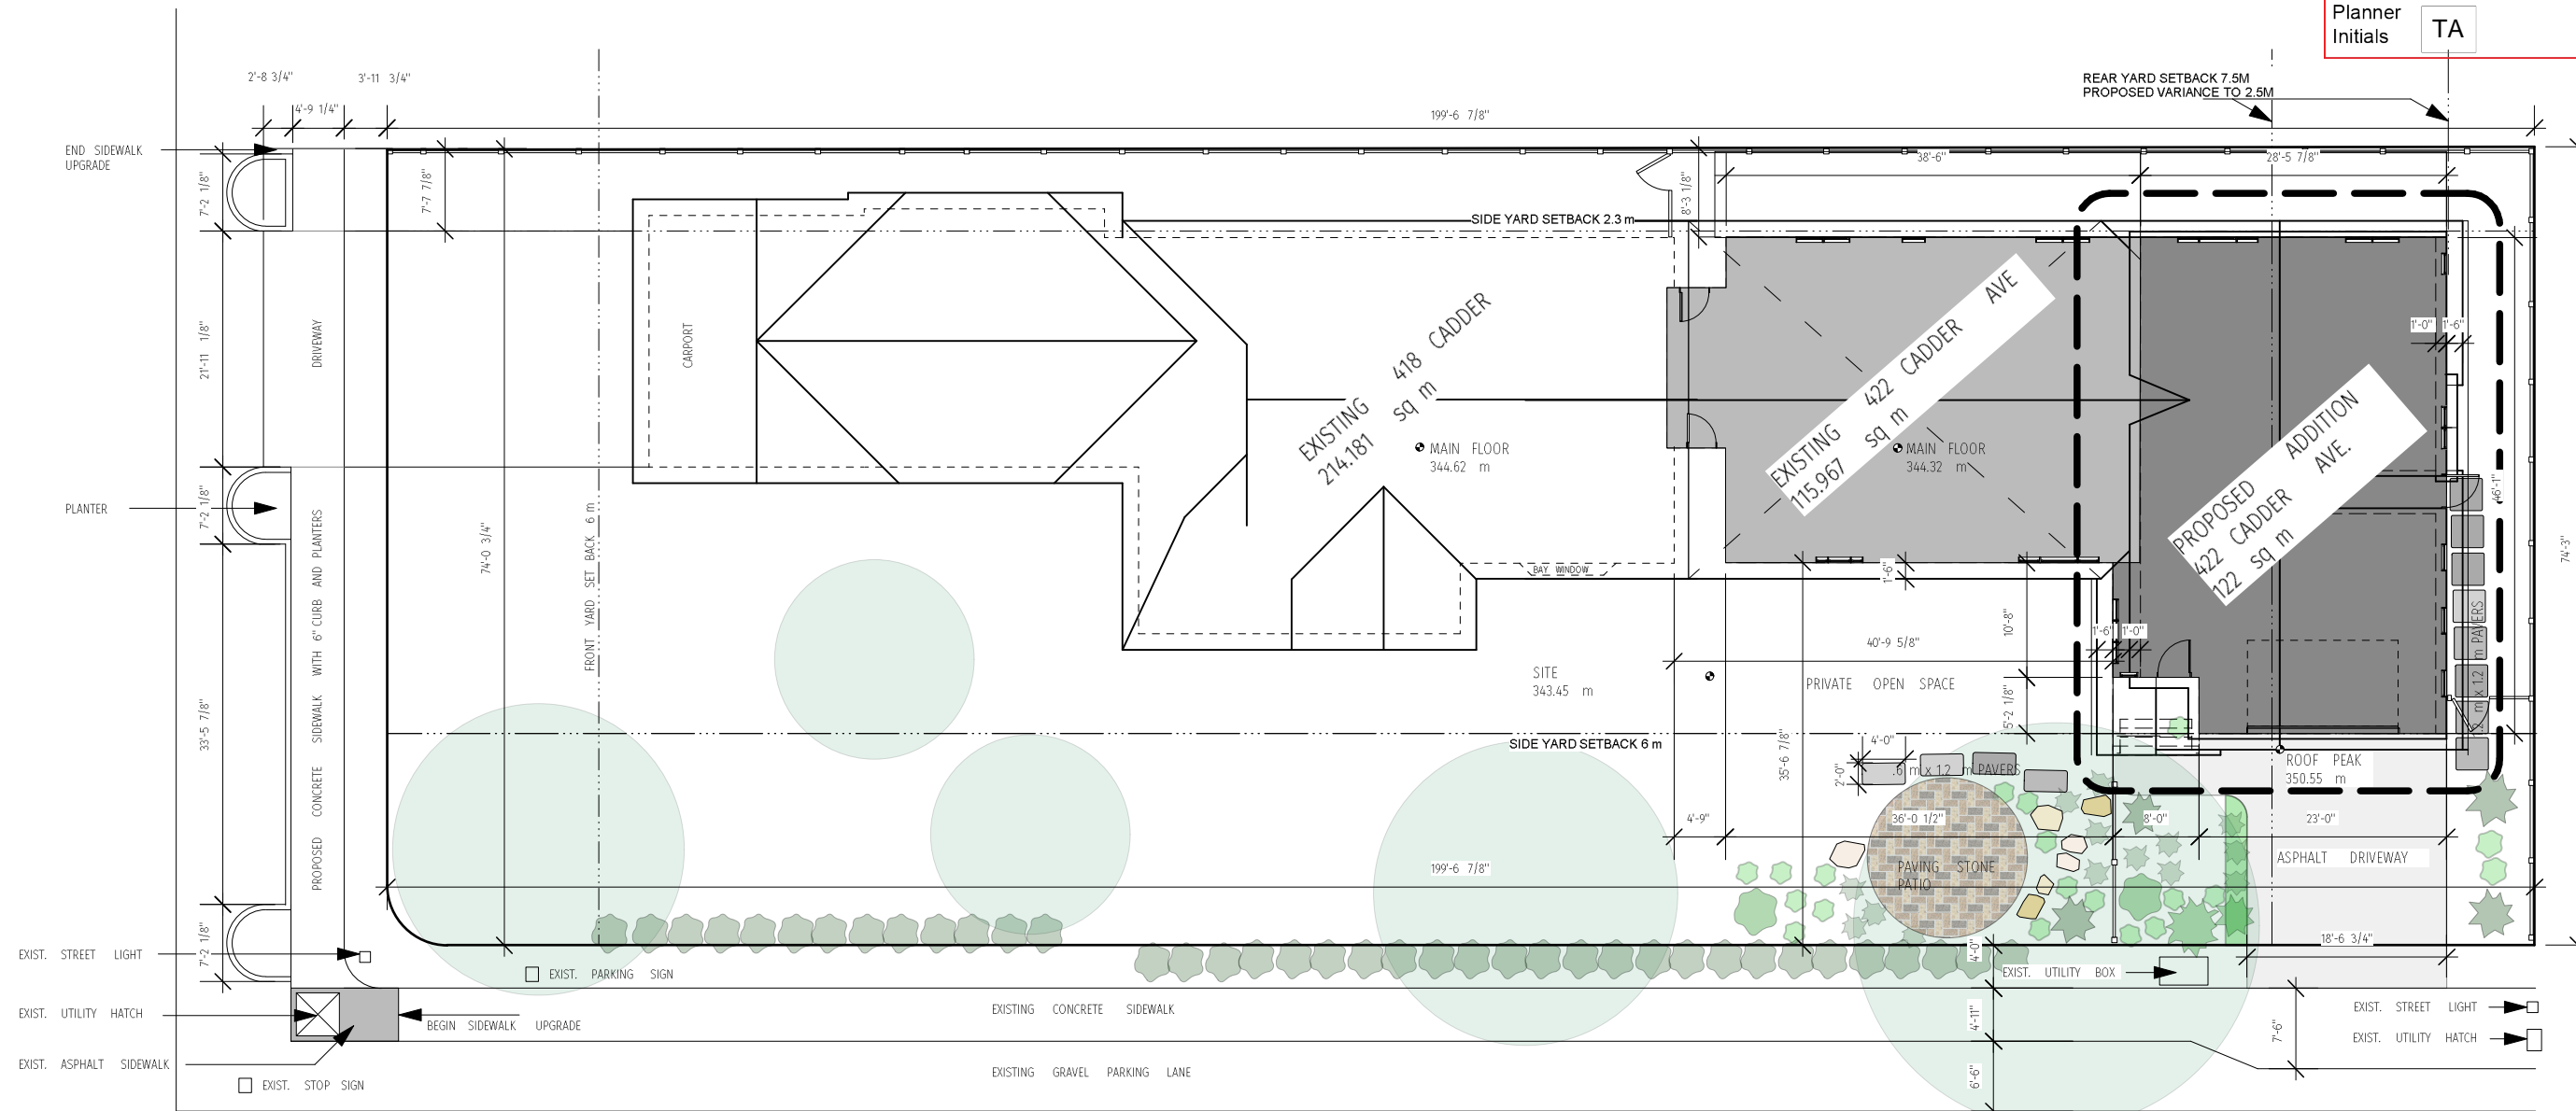 Planner
Initials
TA
REAR YARD SETBACK 7.5M
PROPOSED VARIANCE TO 2.5M
2'-8 3/4"
3'-11 3/4"
4'-9 1/4"
199'-6 7/8"
END SIDEWALK
UPGRADE
38'-6"
28'-5 7/8"
7'-2 1/8"
7'-7 7/8"
8'-3 1/8"
SIDE YARD SETBACK 2.3 m
21'-11 1/8"
DRIVEWAY
CARPORT
EXISTING 418 CADDER
214.181 sq m
MAIN FLOOR
344.62 m
EXISTING 422 CADDER AVE
115.967 sq m
MAIN FLOOR
344.32 m
PROPOSED ADDITION
422 CADDER AVE.
122 sq m
1'-0"
1'-6"
46'-1"
74'-3"
PLANTER
7'-2 1/8"
PROPOSED CONCRETE SIDEWALK WITH 6" CURB AND PLANTERS
74'-0 3/4"
FRONT YARD SET BACK 6 m
BAY WINDOW
1'-6"
10'-8"
1'-6"
1'-0"
40'-9 5/8"
SITE
343.45 m
PRIVATE OPEN SPACE
5'-2 1/8"
m x 1.2 m PAVERS
33'-5 7/8"
SIDE YARD SETBACK 6 m
35'-6 7/8"
4'-0"
2'-0"
.6 m x 1.2 m PAVERS
ROOF PEAK
350.55 m
4'-9"
36'-0 1/2"
8'-0"
23'-0"
199'-6 7/8"
PAVING STONE
PATIO
ASPHALT DRIVEWAY
7'-2 1/8"
18'-6 3/4"
4'-0"
EXIST. STREET LIGHT
EXIST. PARKING SIGN
EXIST. UTILITY BOX
EXIST. UTILITY HATCH
BEGIN SIDEWALK UPGRADE
EXISTING CONCRETE SIDEWALK
4'-11"
7'-6"
EXIST. STREET LIGHT
EXIST. UTILITY HATCH
EXIST. ASPHALT SIDEWALK
EXIST. STOP SIGN
EXISTING GRAVEL PARKING LANE
6'-6"